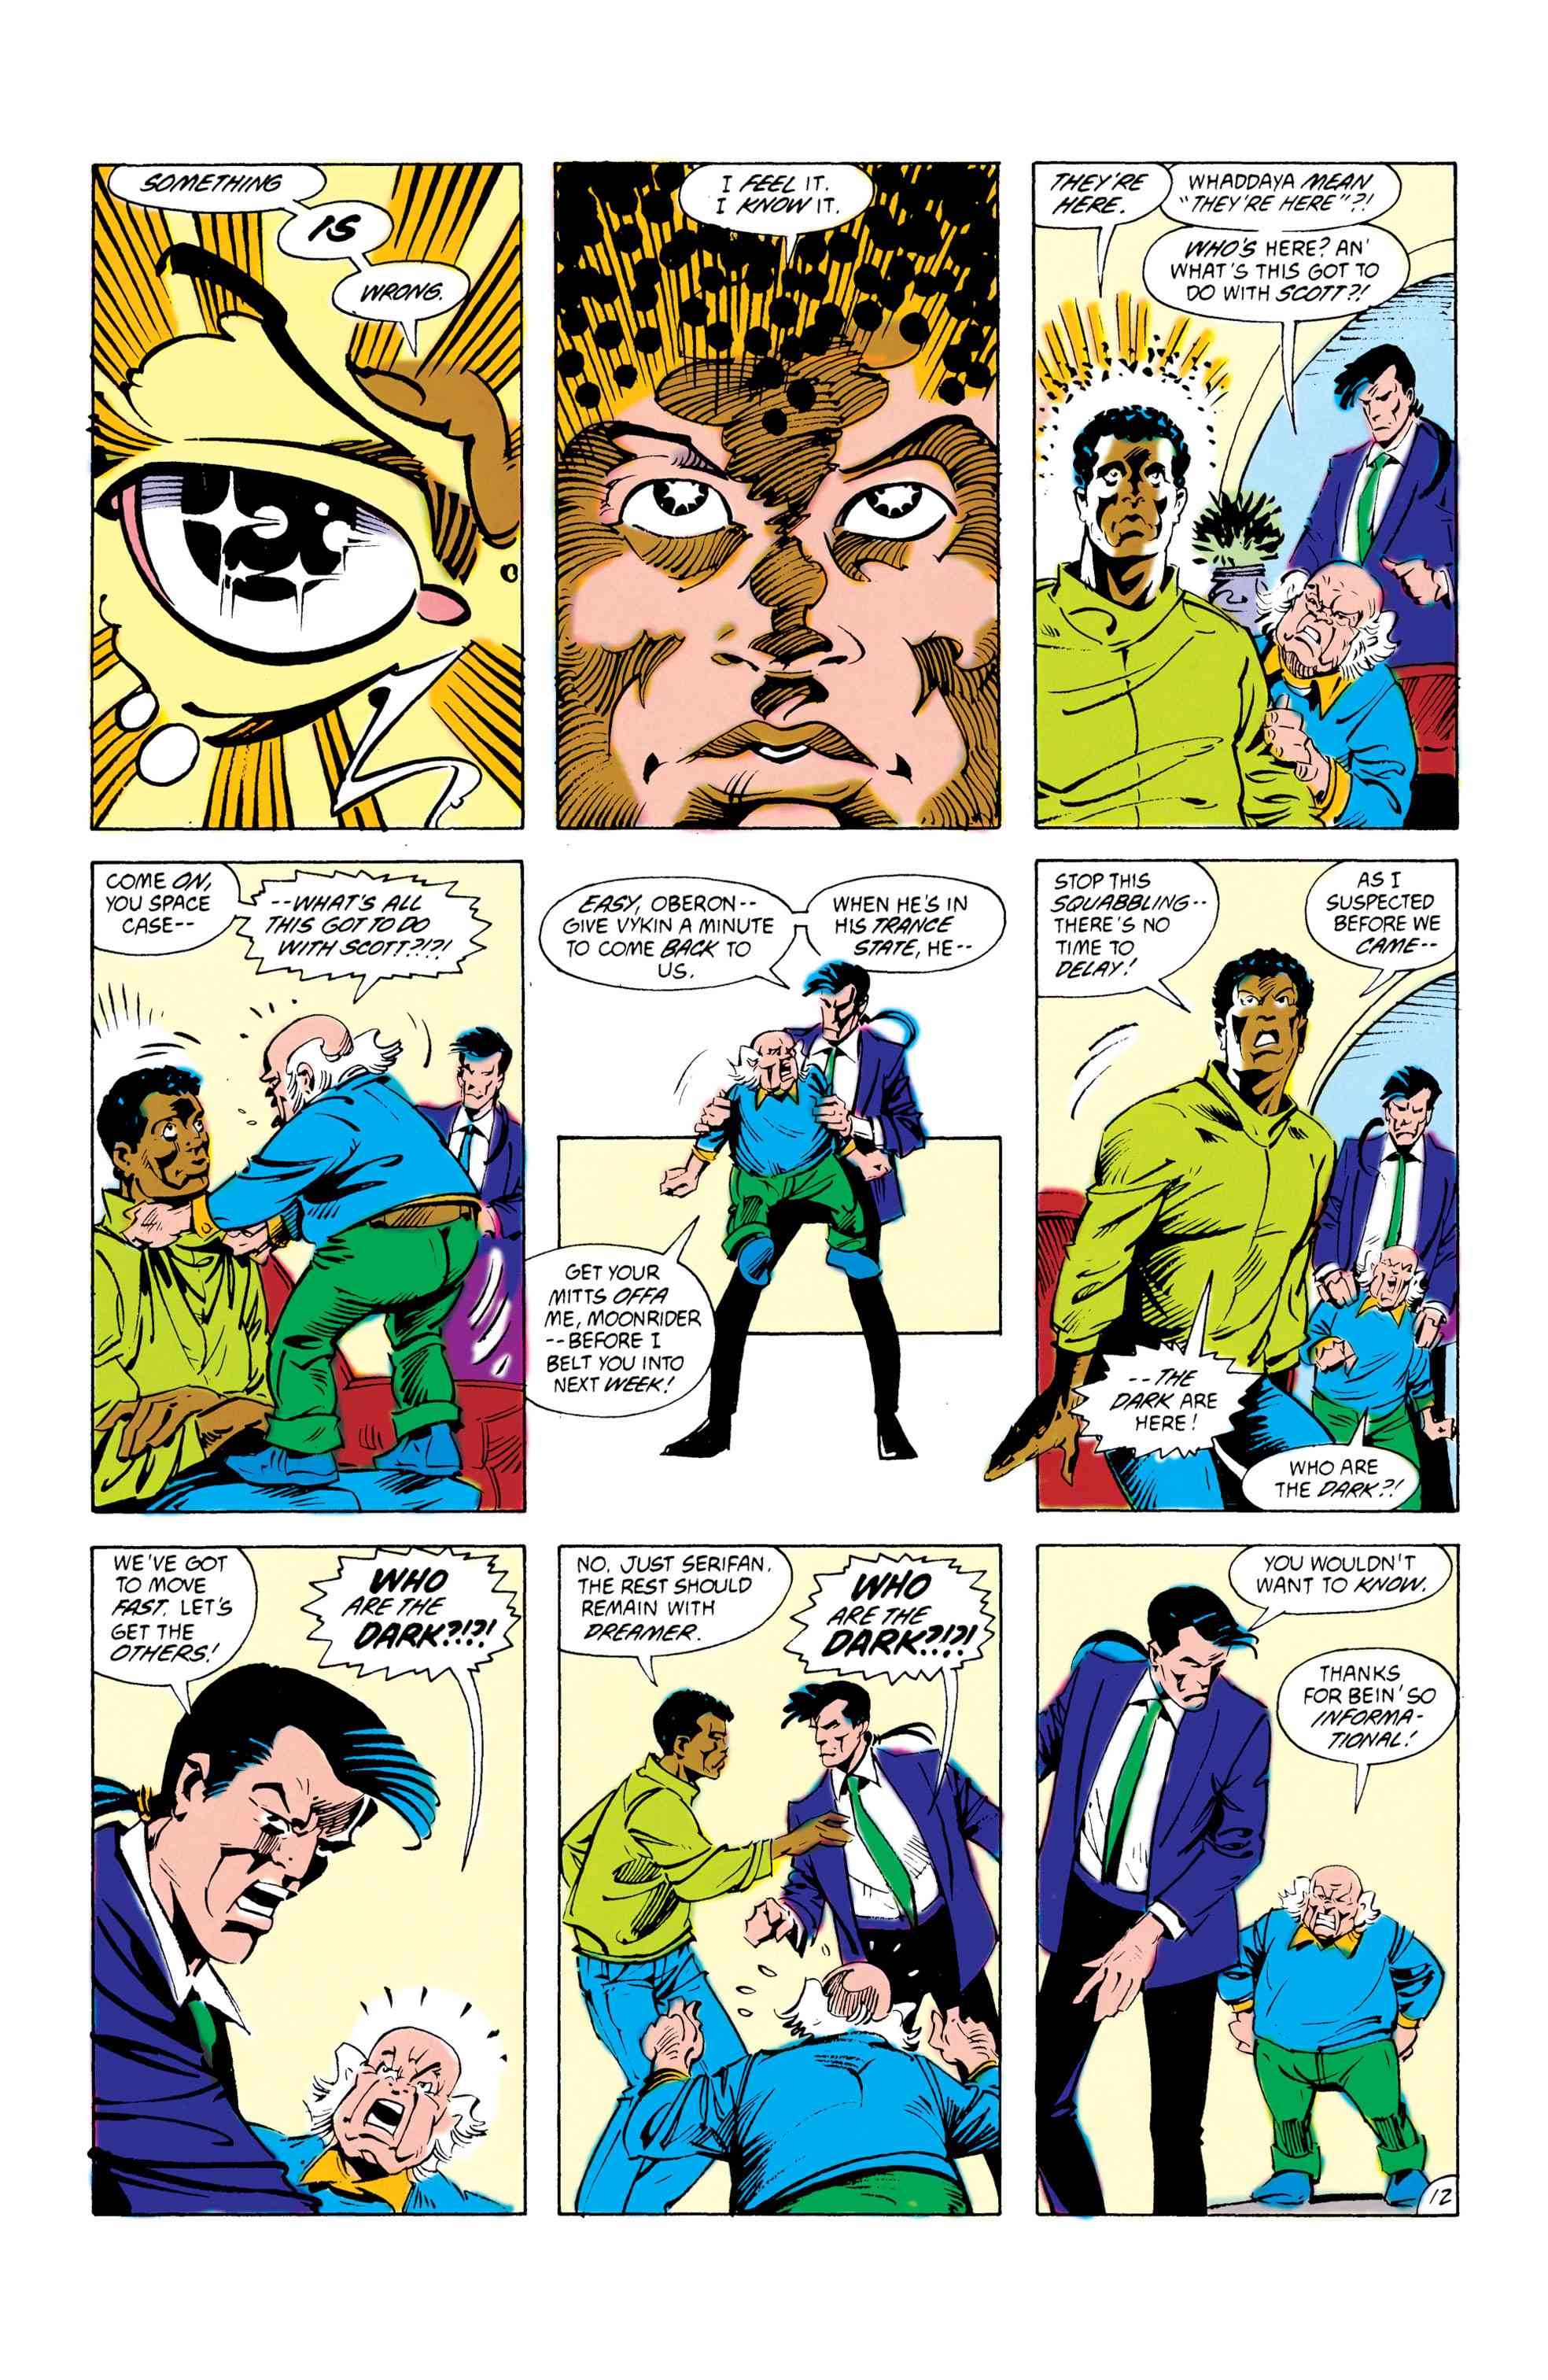 SOMETHING
IS
WRONG.
I FEEL IT.
I KNOW IT.
THEY'RE
HERE.
WHADDAYA MEAN
"THEY'RE HERE"?!
WHO'S HERE? AN'
WHAT'S THIS GOT TO
DO WITH SCOTT?!
COME ON,
YOU SPACE
CASE--
--WHAT'S ALL
THIS GOT TO DO
WITH SCOTT?!?!
EASY, OBERON--
GIVE VYKIN A MINUTE
TO COME BACK TO
US.
WHEN HE'S IN
HIS TRANCE
STATE, HE--
GET YOUR
MITTS OFFA
ME, MOONRIDER
--BEFORE I
BELT YOU INTO
NEXT WEEK!
STOP THIS
SQUABBLING--
THERE'S NO
TIME TO
DELAY!
AS I
SUSPECTED
BEFORE WE
CAME--
--THE
DARK ARE
HERE!
WHO ARE
THE DARK?!
WE'VE GOT
TO MOVE
FAST. LET'S
GET THE
OTHERS!
WHO
ARE THE
DARK?!?!
NO. JUST SERIFAN.
THE REST SHOULD
REMAIN WITH
DREAMER.
WHO
ARE THE
DARK?!?!
YOU WOULDN'T
WANT TO KNOW.
THANKS
FOR BEIN' SO
INFORMA-
TIONAL!
12